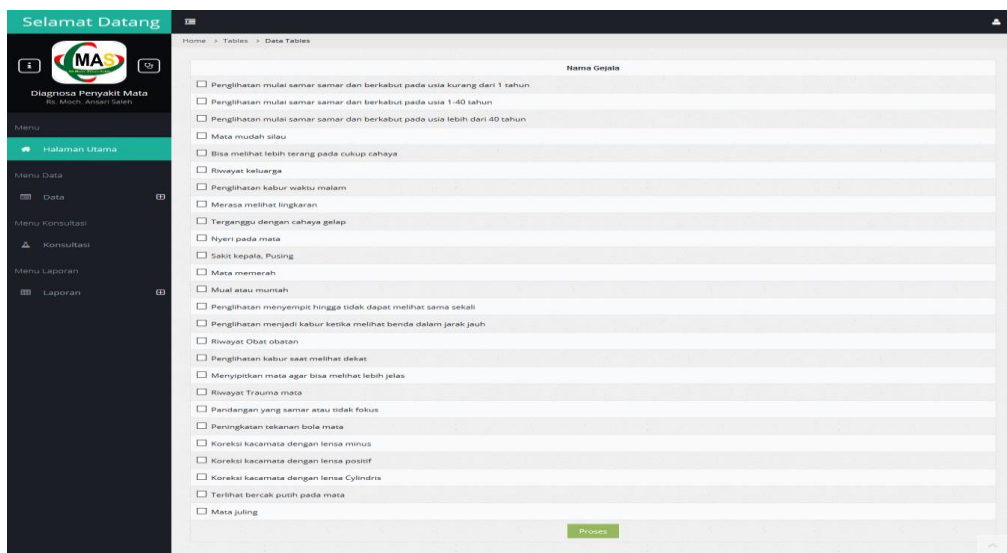 Selamat Datang
MAS
Diagnosa Penyakit Mata
Rs. Moch. Ansari Saleh
Menu
Halaman Utama
Menu Data
Data
Menu Konsultasi
Konsultasi
Menu Laporan
Laporan
Home > Tables > Data Tables
Nama Gejala
Penglihatan mulai samar samar dan berkabut pada usia kurang dari 1 tahun
Penglihatan mulai samar samar dan berkabut pada usia 1-40 tahun
Penglihatan mulai samar samar dan berkabut pada usia lebih dari 40 tahun
Mata mudah silau
Bisa melihat lebih terang pada cukup cahaya
Riwayat keluarga
Penglihatan kabur waktu malam
Merasa melihat lingkaran
Terganggu dengan cahaya gelap
Nyeri pada mata
Sakit kepala, Pusing
Mata memerah
Mual atau muntah
Penglihatan menyempit hingga tidak dapat melihat sama sekali
Penglihatan menjadi kabur ketika melihat benda dalam jarak jauh
Riwayat Obat obatan
Penglihatan kabur saat melihat dekat
Menyipitkan mata agar bisa melihat lebih jelas
Riwayat Trauma mata
Pandangan yang samar atau tidak fokus
Peningkatan tekanan bola mata
Koreksi kacamata dengan lensa minus
Koreksi kacamata dengan lensa positif
Koreksi kacamata dengan lensa Cylindris
Terlihat bercak putih pada mata
Mata juling
Proses